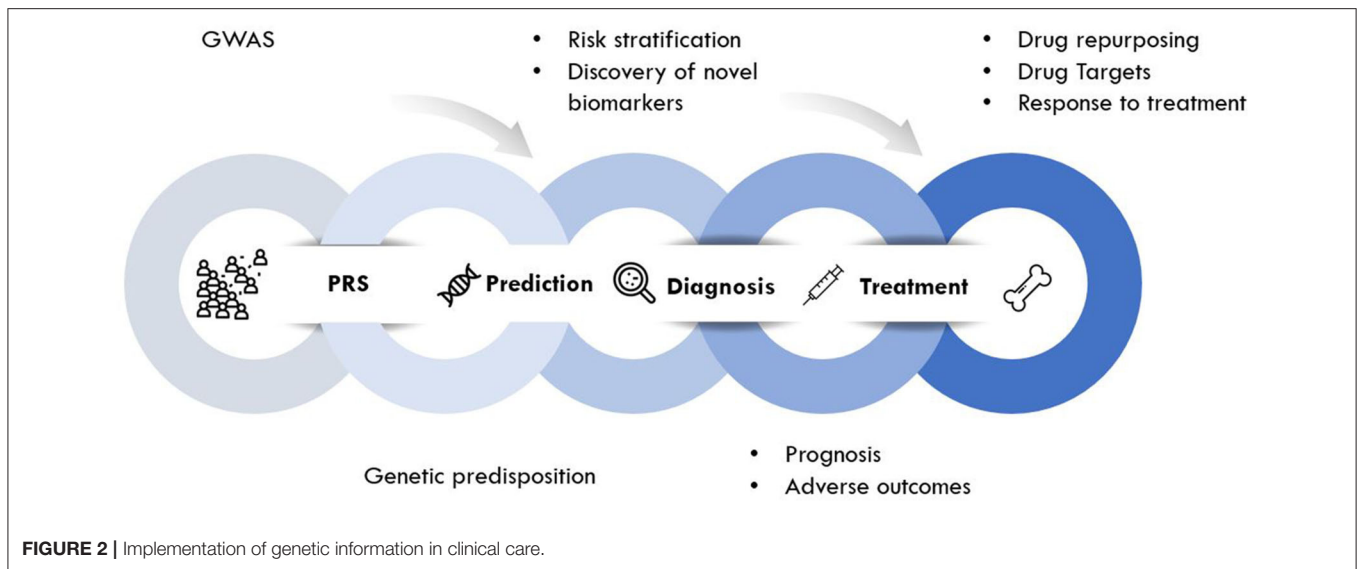 GWAS
• Risk stratification
• Discovery of novel
biomarkers
• Drug repurposing
• Drug Targets
• Response to treatment
PRS
Prediction
Diagnosis
Treatment
Genetic predisposition
• Prognosis
• Adverse outcomes
FIGURE 2 | Implementation of genetic information in clinical care.